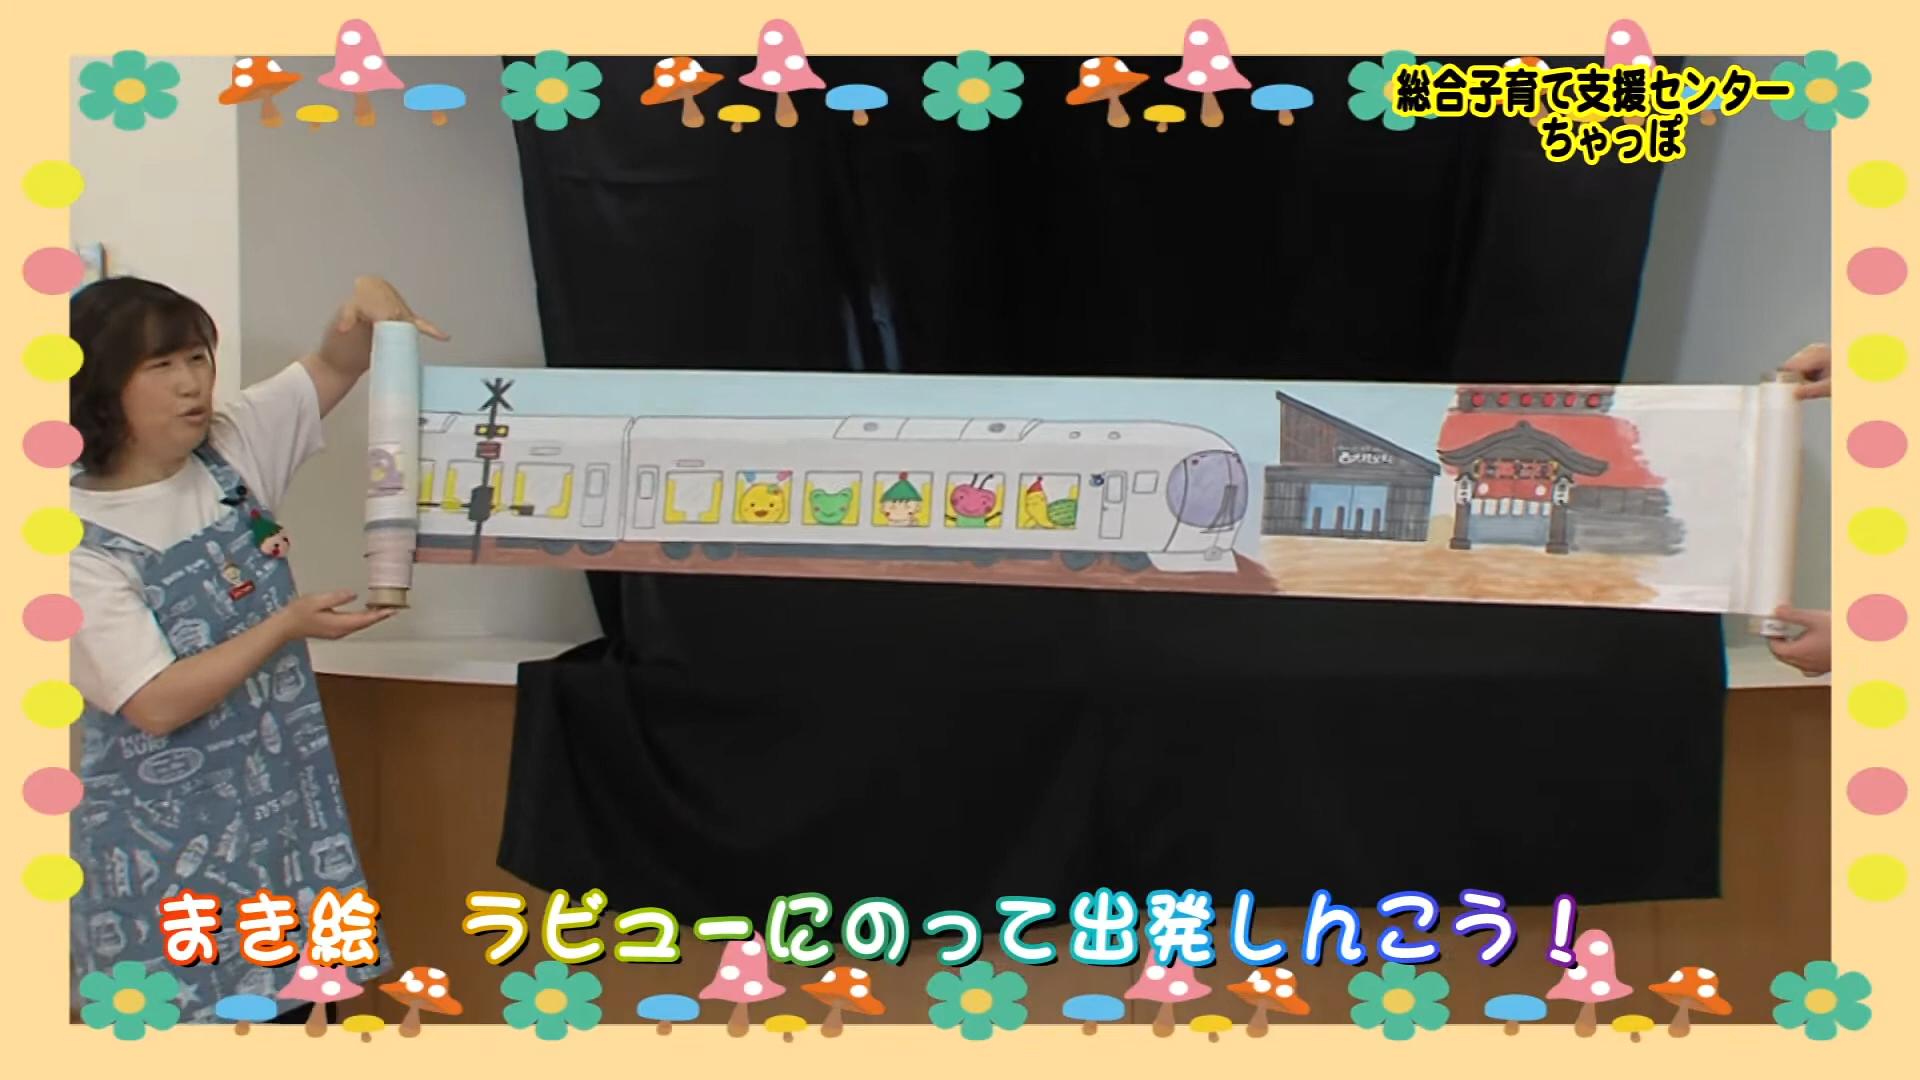 総合子育て支援センター
ちゃっぽ
まき絵　ラビューにのって出発しんこう！